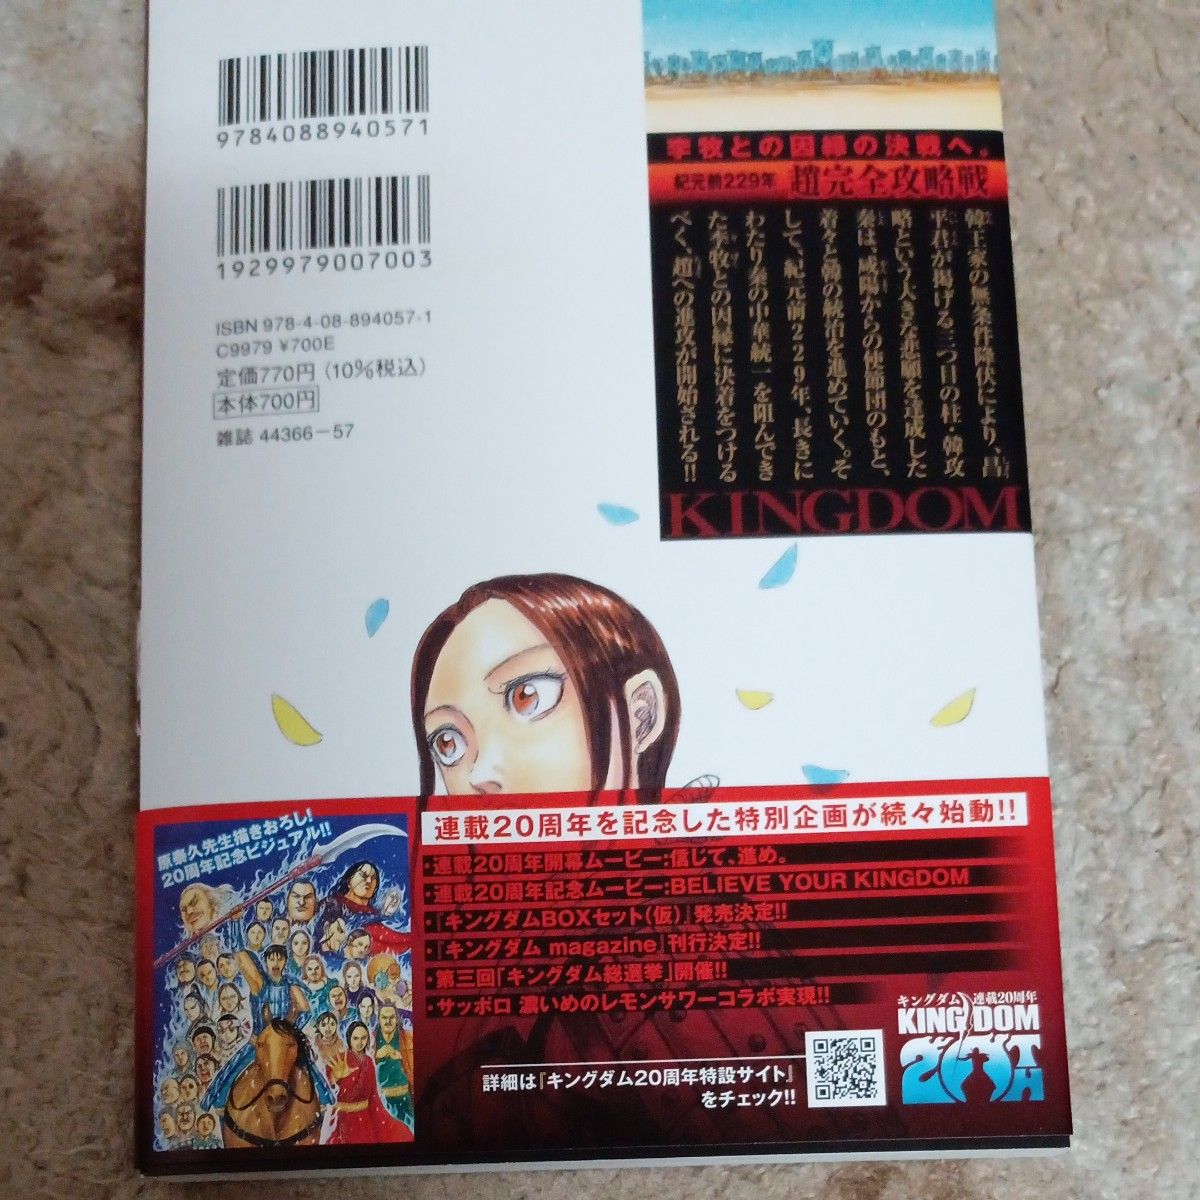 9784088940571
1929979007003
ISBN 978-4-08-894057-1
C9979 ¥700E
定価770円(10%税込)
本体700円
雑誌 44366-57
李牧との因縁の決戦へ。
紀元前229年 趙完全攻略戦
韓王家の無条件降伏により、昌
平君が掲げる三つ目の柱"韓攻
略"という大きな悲願を達成した
秦は、咸陽からの使節団のもと、
着々と韓の統治を進めていく。そ
して、紀元前229年、長きに
わたり秦の中華統一を阻んでき
た李牧との因縁に決着をつける
べく、趙への進攻が開始される!!
KINGDOM
原泰久先生描きおろし!
20周年記念ビジュアル!!
連載20周年を記念した特別企画が続々始動!!
・連載20周年開幕ムービー:信じて、進め。
・連載20周年記念ムービー:BELIEVE YOUR KINGDOM
・『キングダムBOXセット(仮)』発売決定!!
・『キングダム magazine』刊行決定!!
・第三回『キングダム総選挙』開催!!
・サッポロ 濃いめのレモンサワーコラボ実現!!
詳細は『キングダム20周年特設サイト』
をチェック!!
キングダム 連載20周年
KINGDOM
20TH